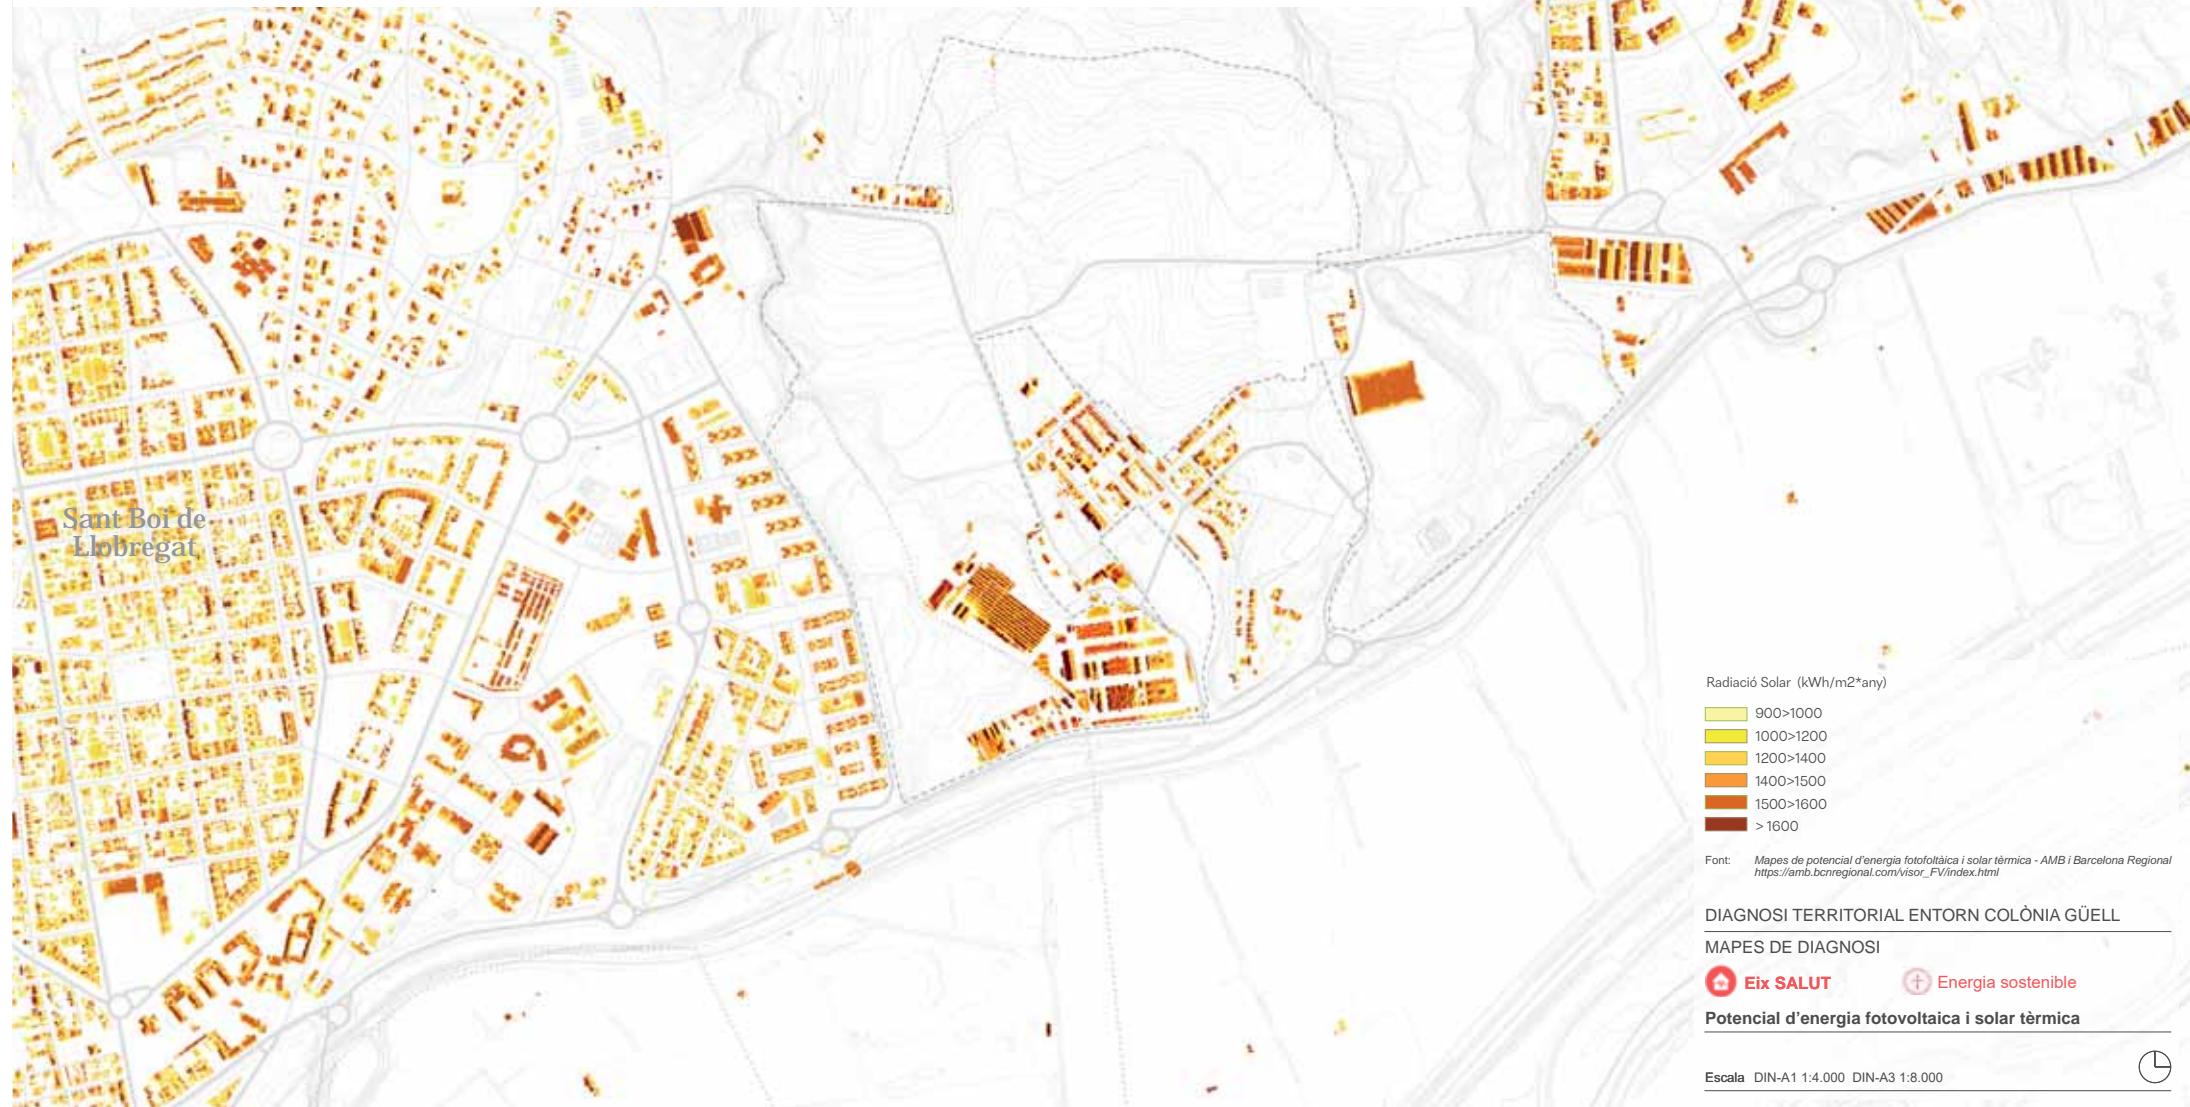 Sant Boi de
Llobregat
Radiació Solar (kWh/m2*any)
900>1000
1000>1200
1200>1400
1400>1500
1500>1600
> 1600
Font: Mapes de potencial d'energia fotofoltàica i solar tèrmica - AMB i Barcelona Regional
https://amb.bcnregional.com/visor_FV/index.html
DIAGNOSI TERRITORIAL ENTORN COLÒNIA GÜELL
MAPES DE DIAGNOSI
Eix SALUT Energia sostenible
Potencial d'energia fotovoltaica i solar tèrmica
Escala DIN-A1 1:4.000 DIN-A3 1:8.000